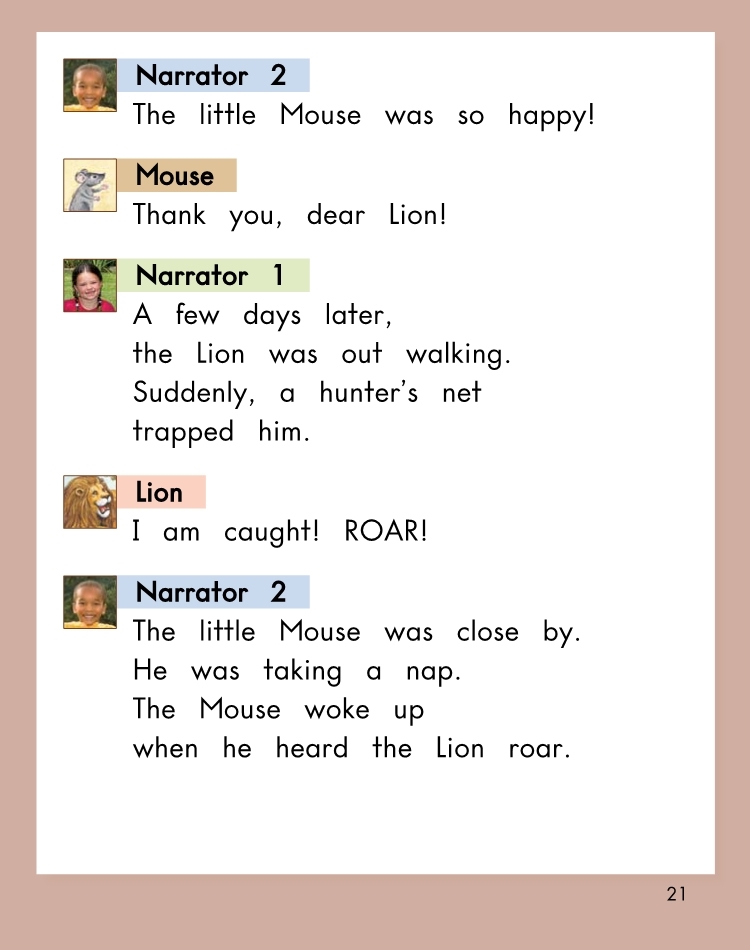 Narrator 2
The little Mouse was so happy!
Mouse
Thank you, dear Lion!
Narrator 1
A few days later,
the Lion was out walking.
Suddenly, a hunter’s net
trapped him.
Lion
I am caught! ROAR!
Narrator 2
The little Mouse was close by.
He was taking a nap.
The Mouse woke up
when he heard the Lion roar.
21